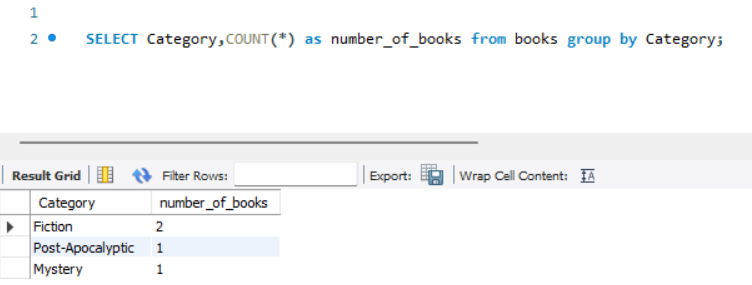 1
2 SELECT Category,COUNT(*) as number_of_books from books group by Category;
Result Grid Filter Rows: Export: Wrap Cell Content: IA
Category number_of_books
Fiction 2
Post-Apocalyptic 1
Mystery 1